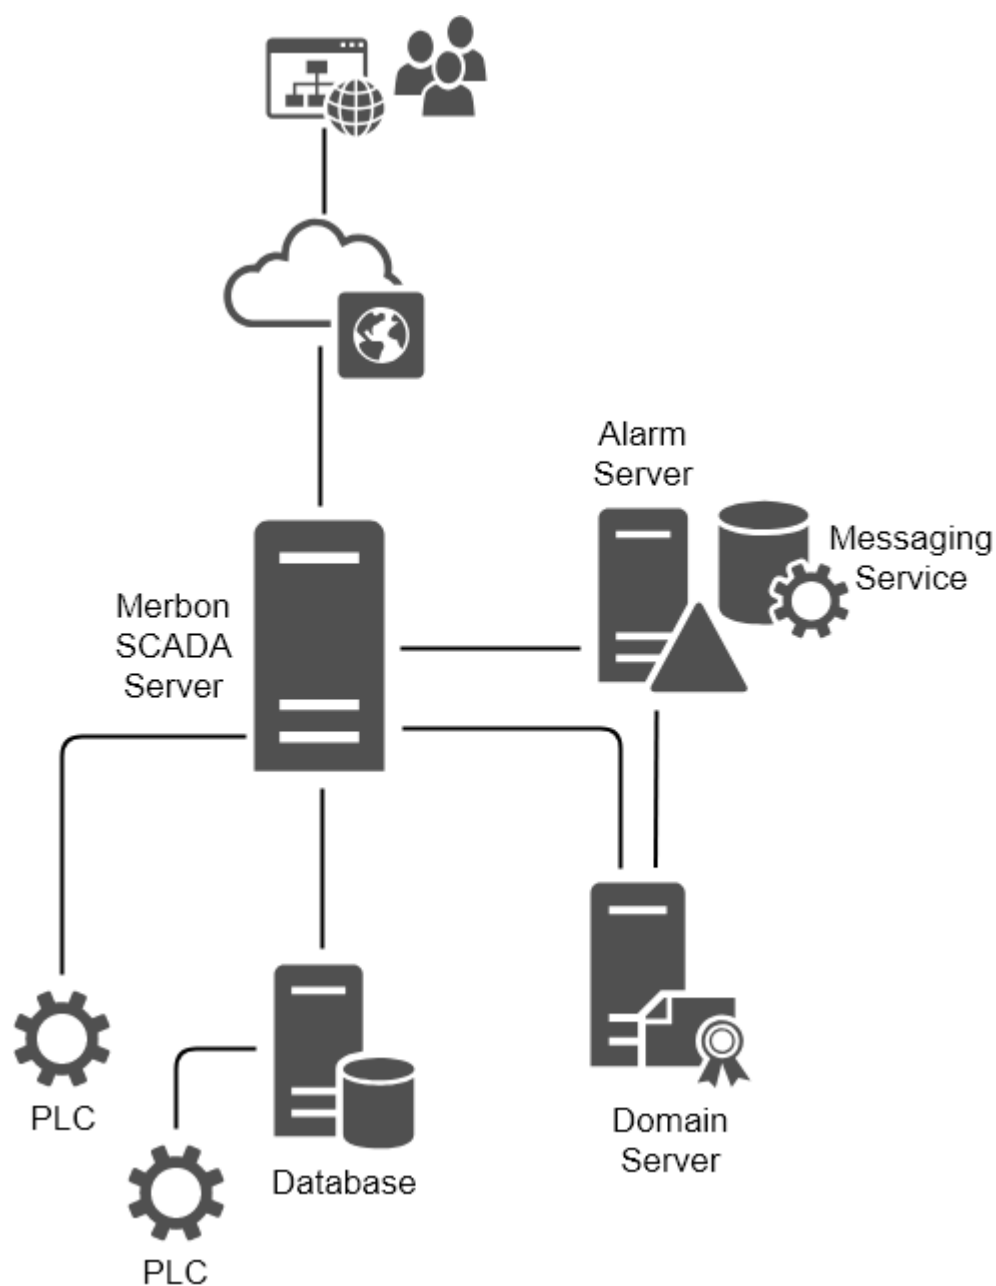 Alarm
Server
Messaging
Service
Merbon
SCADA
Server
PLC
Database
PLC
Domain
Server